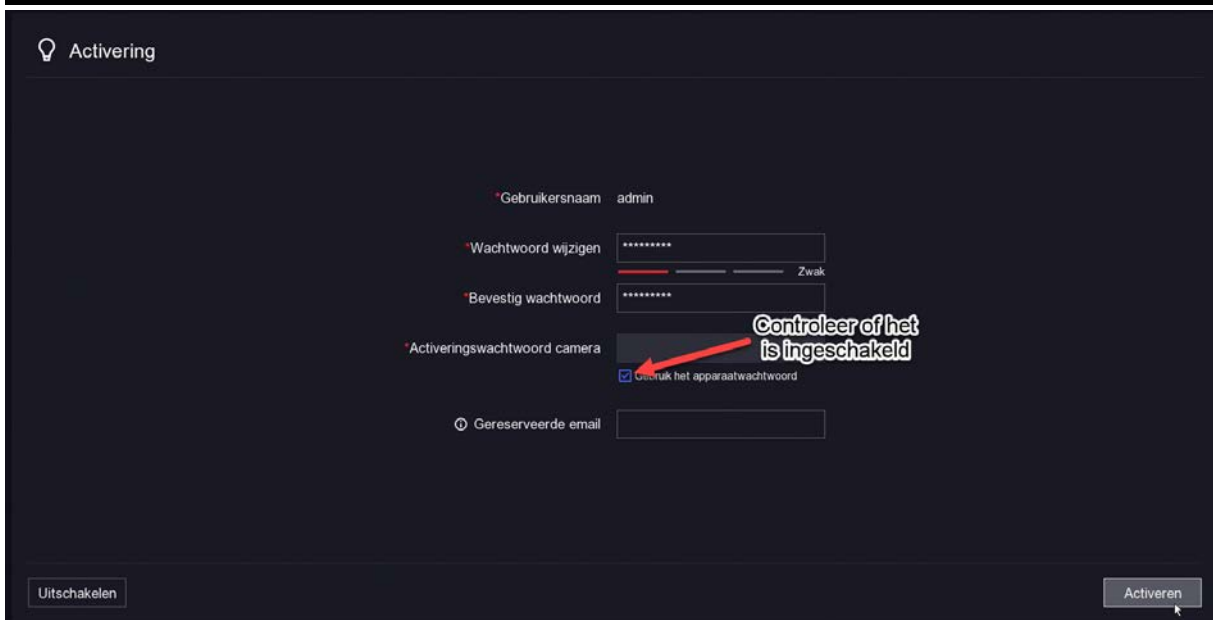 Activering
*Gebruikersnaam admin
*Wachtwoord wijzigen *********
Zwak
*Bevestig wachtwoord *********
Controleer of het
is ingeschakeld
*Activeringswachtwoord camera
Gebruik het apparaatwachtwoord
Gereserveerde email
Uitschakelen Activeren